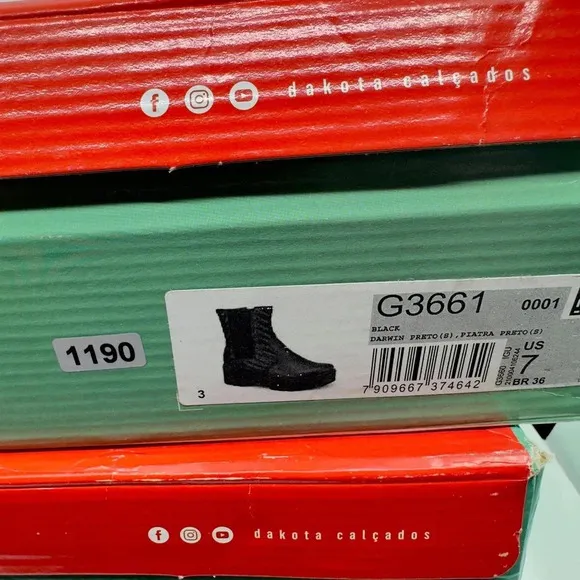 dakota calçados
G3661 0001
BLACK
DARWIN PRETO(S), PIATRA PRETO(S)
1190
US
7
BR 36
3
7 909667 374642
dakota calçados